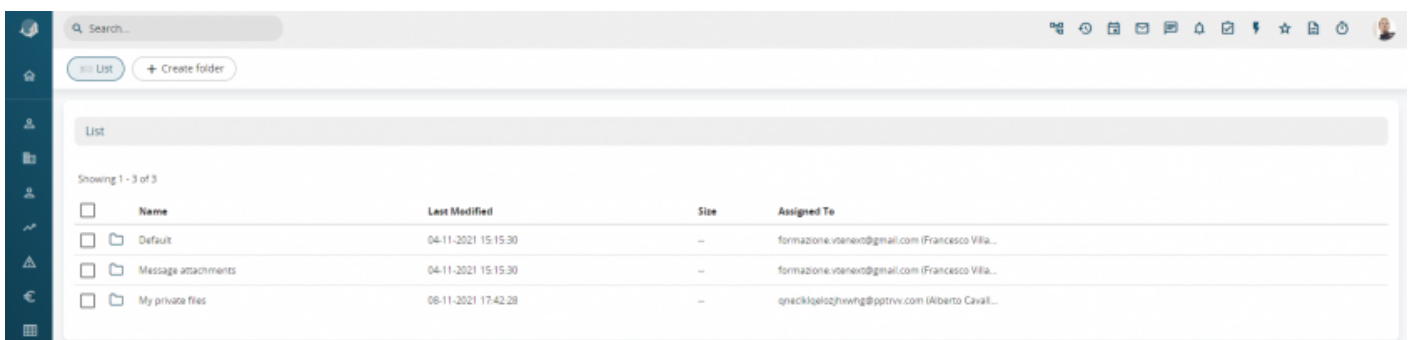 Search...
List
+ Create folder
List
Showing 1 - 3 of 3
Name Last Modified Size Assigned To
Default 04-11-2021 15:15:30 -- formazione.vtenext@gmail.com (Francesco Villa...
Message attachments 04-11-2021 15:15:30 -- formazione.vtenext@gmail.com (Francesco Villa...
My private files 08-11-2021 17:42:28 -- (Alberto Cavall...